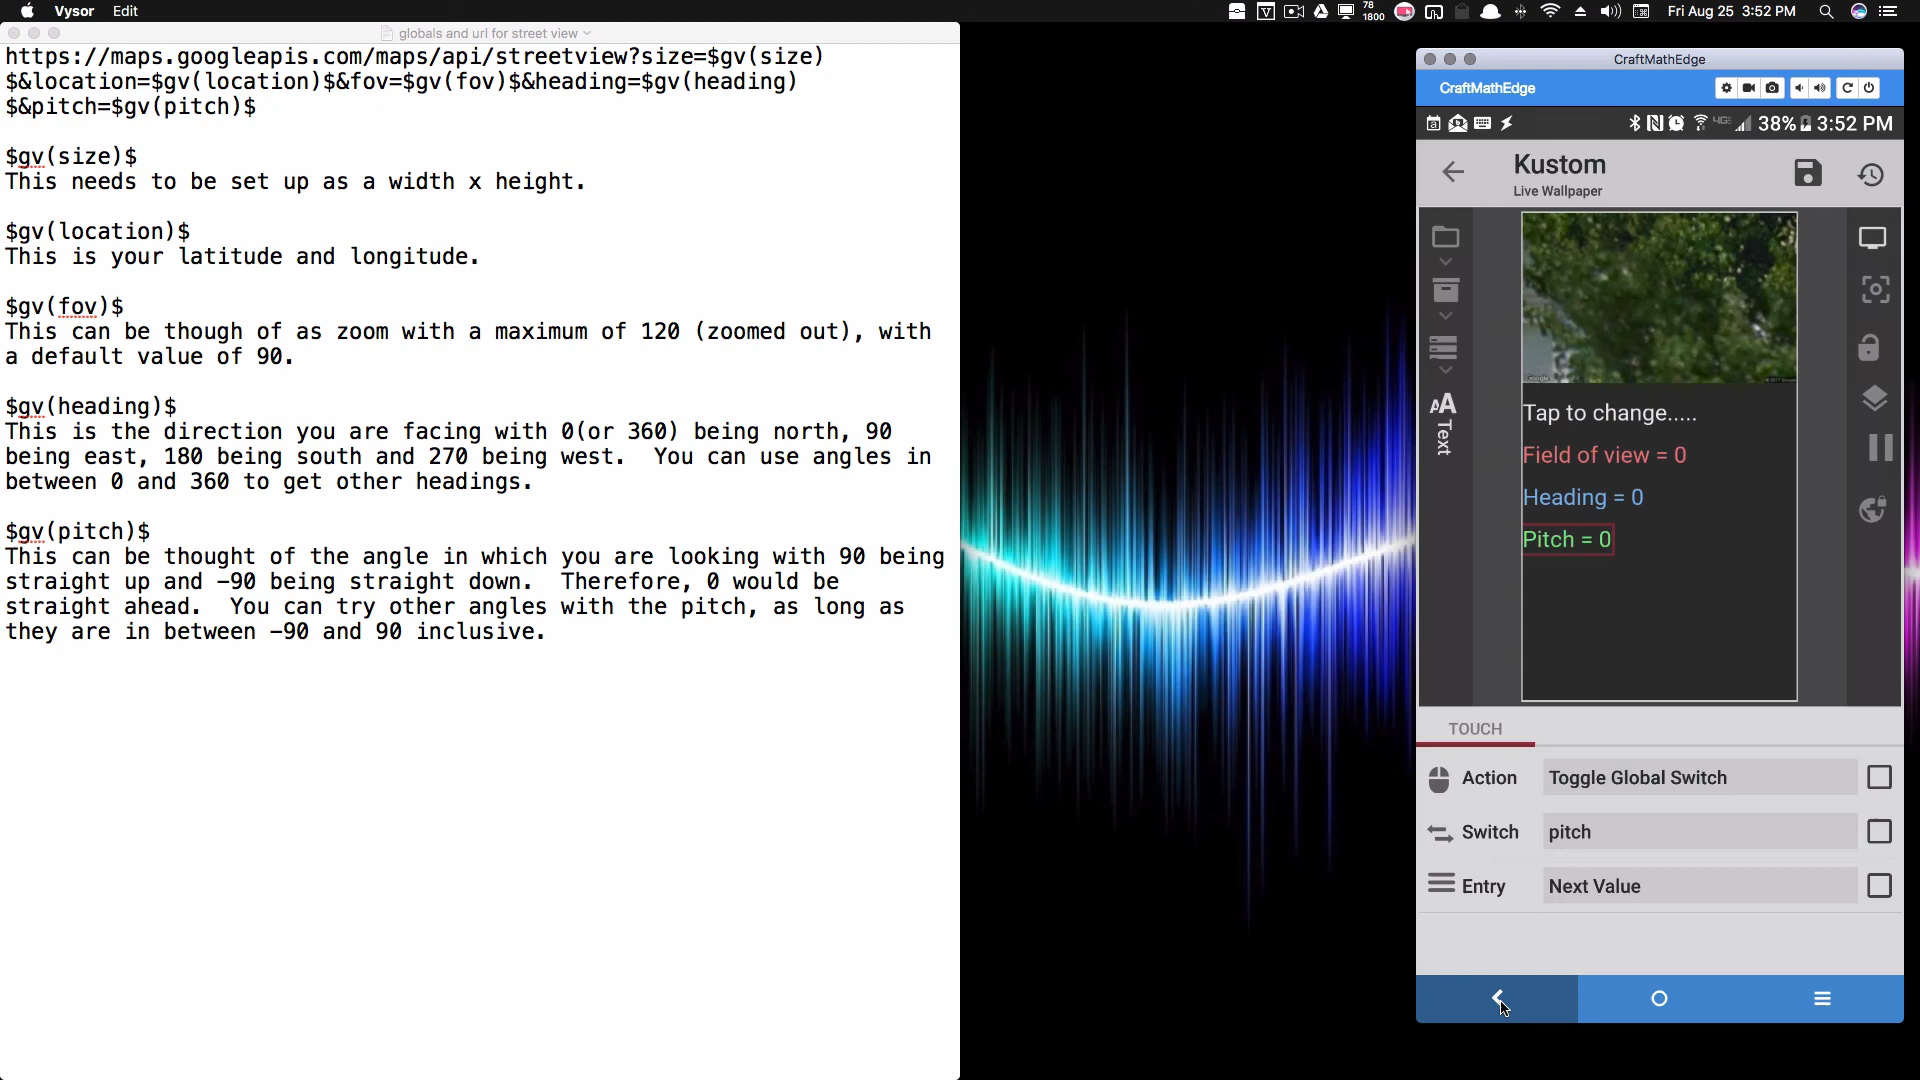 Vysor Edit
78
1800
Fri Aug 25 3:52 PM
globals and url for street view
https://maps.googleapis.com/maps/api/streetview?size=$gv(size)
$&location=$gv(location)$&fov=$gv(fov)$&heading=$gv(heading)
$&pitch=$gv(pitch)$
$gv(size)$
This needs to be set up as a width x height.
$gv(location)$
This is your latitude and longitude.
$gv(fov)$
This can be though of as zoom with a maximum of 120 (zoomed out), with
a default value of 90.
$gv(heading)$
This is the direction you are facing with 0(or 360) being north, 90
being east, 180 being south and 270 being west.  You can use angles in
between 0 and 360 to get other headings.
$gv(pitch)$
This can be thought of the angle in which you are looking with 90 being
straight up and -90 being straight down.  Therefore, 0 would be
straight ahead.  You can try other angles with the pitch, as long as
they are in between -90 and 90 inclusive.
CraftMathEdge
CraftMathEdge
38% 3:52 PM
Kustom
Live Wallpaper
AA Text
Tap to change.....
Field of view = 0
Heading = 0
Pitch = 0
TOUCH
Action Toggle Global Switch
Switch pitch
Entry Next Value